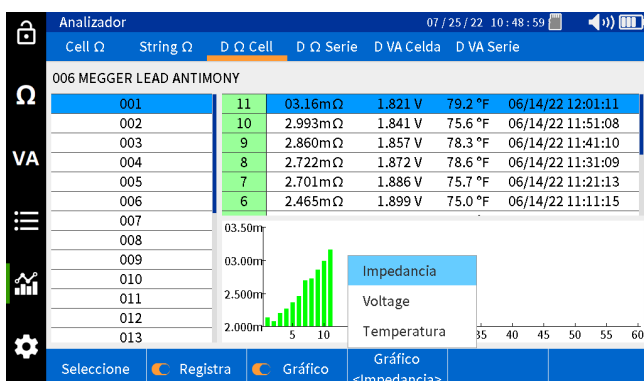 Analizador 07/25/22 10:48:59
Cell Ω String Ω D Ω Cell D Ω Serie D VA Celda D VA Serie
006 MEGGER LEAD ANTIMONY
Ω
VA
001
002
003
004
005
006
007
008
009
010
011
012
013
11 03.16mΩ 1.821 V 79.2 °F 06/14/22 12:01:11
10 2.993mΩ 1.841 V 75.6 °F 06/14/22 11:51:08
9 2.860mΩ 1.857 V 78.3 °F 06/14/22 11:41:10
8 2.722mΩ 1.872 V 78.6 °F 06/14/22 11:31:09
7 2.701mΩ 1.886 V 75.7 °F 06/14/22 11:21:13
6 2.465mΩ 1.899 V 75.0 °F 06/14/22 11:11:15
03.50m
03.00m
2.500m
2.000m
5 10 35 40 45 50 55 60
Impedancia
Voltage
Temperatura
Seleccione Registra Gráfico Gráfico
<Impedancia>